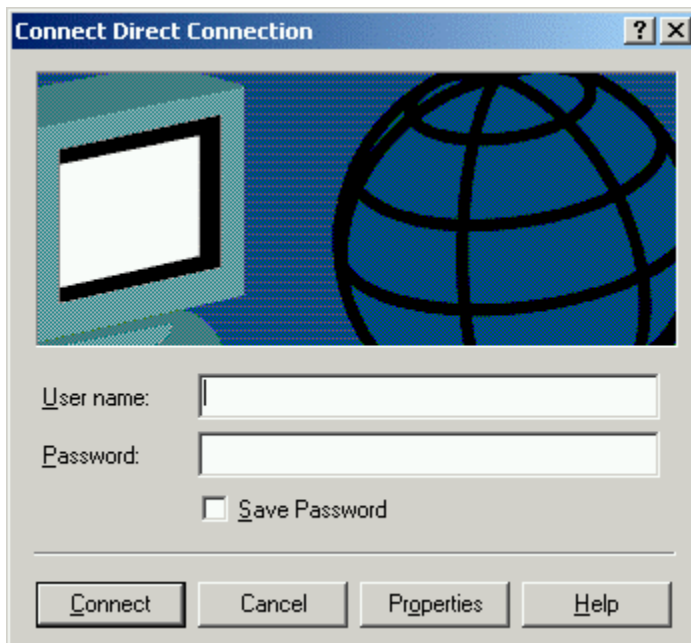 Connect Direct Connection
User name:
Password:
Save Password
Connect Cancel Properties Help